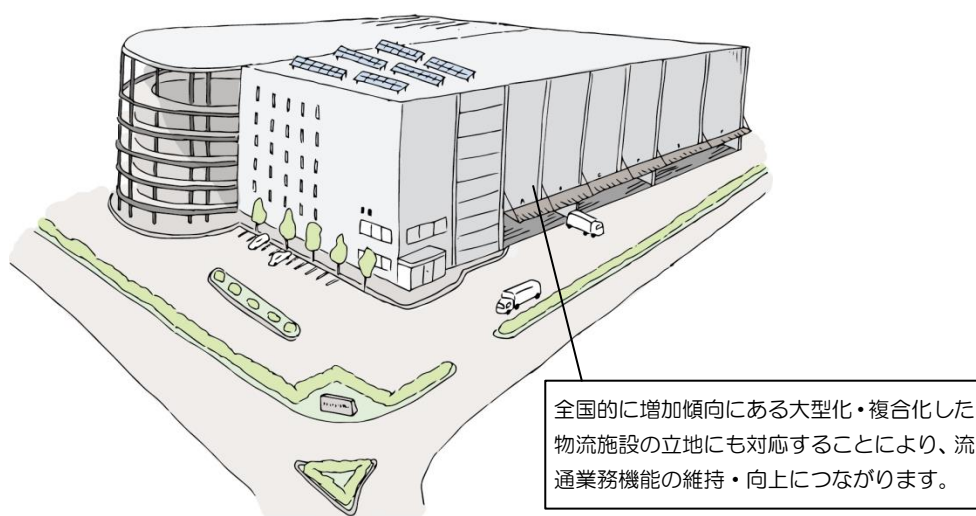 全国的に増加傾向にある大型化・複合化した
物流施設の立地にも対応することにより、流
通業務機能の維持・向上につながります。